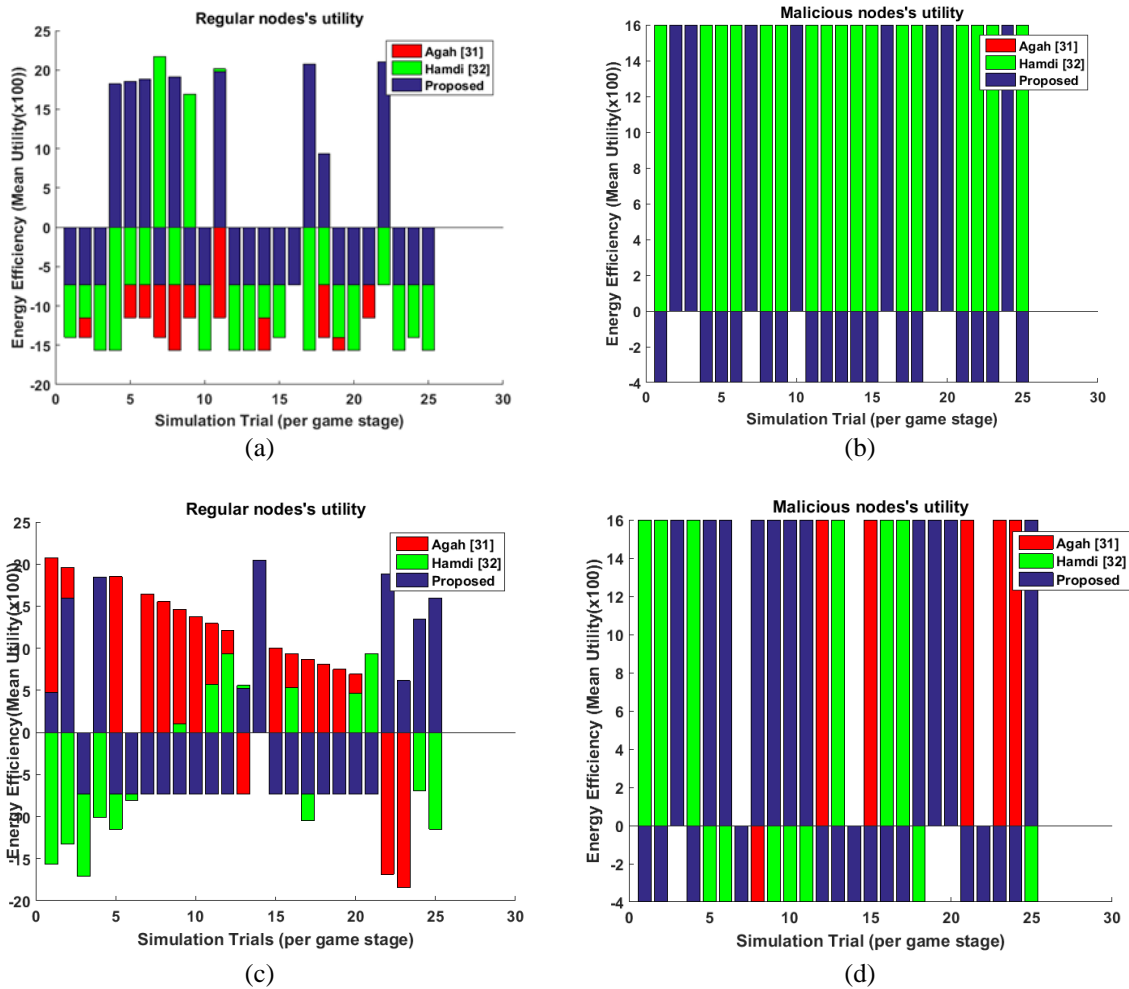 Regular nodes's utility
Energy Efficiency (Mean Utility(x100))
25
20
15
10
5
0
-5
-10
-15
-20
0 5 10 15 20 25 30
Simulation Trial (per game stage)
Agah [31]
Hamdi [32]
Proposed
(a)
Malicious nodes's utility
Energy Efficiency (Mean Utility(x100))
16
14
12
10
8
6
4
2
0
-2
-4
0 5 10 15 20 25 30
Simulation Trial (per game stage)
Agah [31]
Hamdi [32]
Proposed
(b)
Regular nodes's utility
Energy Efficiency(Mean Utility(x100))
25
20
15
10
5
0
-5
-10
-15
-20
0 5 10 15 20 25 30
Simulation Trials (per game stage)
Agah [31]
Hamdi [32]
Proposed
(c)
Malicious nodes's utility
Energy Efficiency (Mean Utility(x100))
16
14
12
10
8
6
4
2
0
-2
-4
0 5 10 15 20 25 30
Simulation Trial (per game stage)
Agah [31]
Hamdi [32]
Proposed
(d)